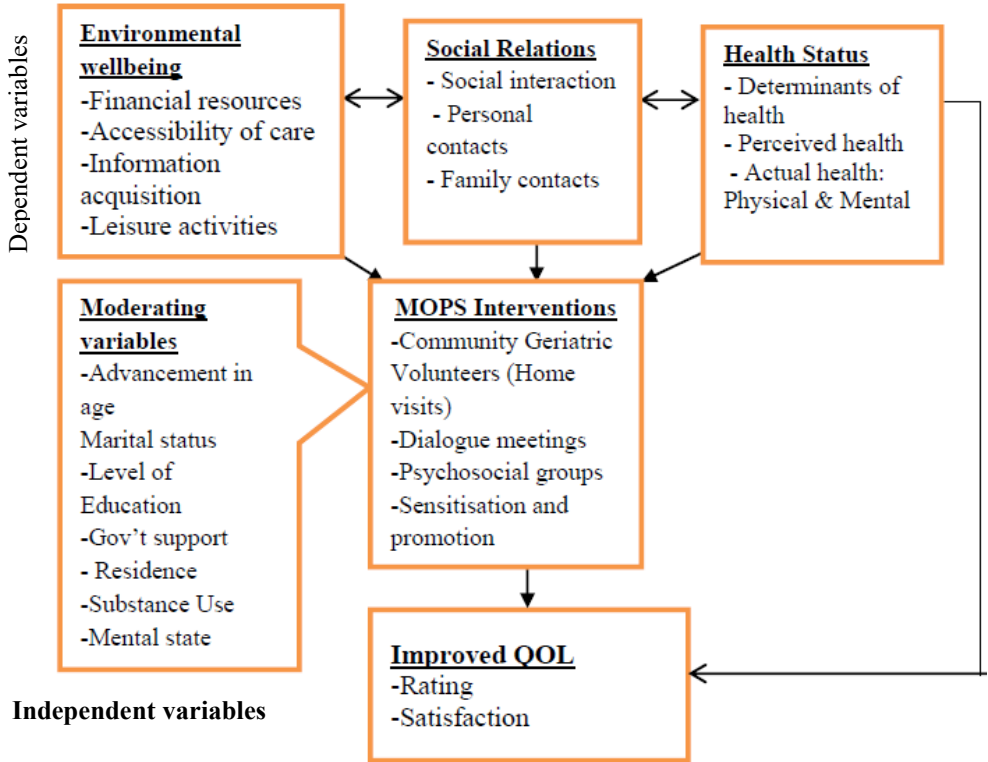 Dependent variables
Environmental
wellbeing
-Financial resources
-Accessibility of care
-Information
acquisition
-Leisure activities
Social Relations
- Social interaction
- Personal
contacts
- Family contacts
Health Status
- Determinants of
health
- Perceived health
- Actual health:
Physical & Mental
Moderating
variables
-Advancement in
age
Marital status
-Level of
Education
-Gov't support
- Residence
-Substance Use
-Mental state
MOPS Interventions
-Community Geriatric
Volunteers (Home
visits)
-Dialogue meetings
-Psychosocial groups
-Sensitisation and
promotion
Improved QOL
-Rating
-Satisfaction
Independent variables